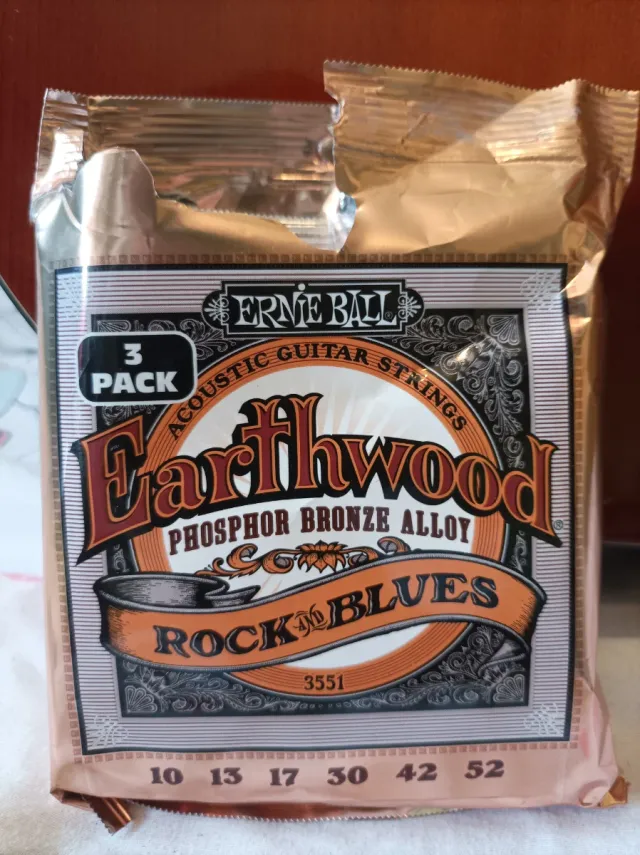 ERNIE BALL
3
PACK
ACOUSTIC GUITAR STRINGS
Earthwood®
PHOSPHOR BRONZE ALLOY
ROCK AND BLUES
3551
10 13 17 30 42 52